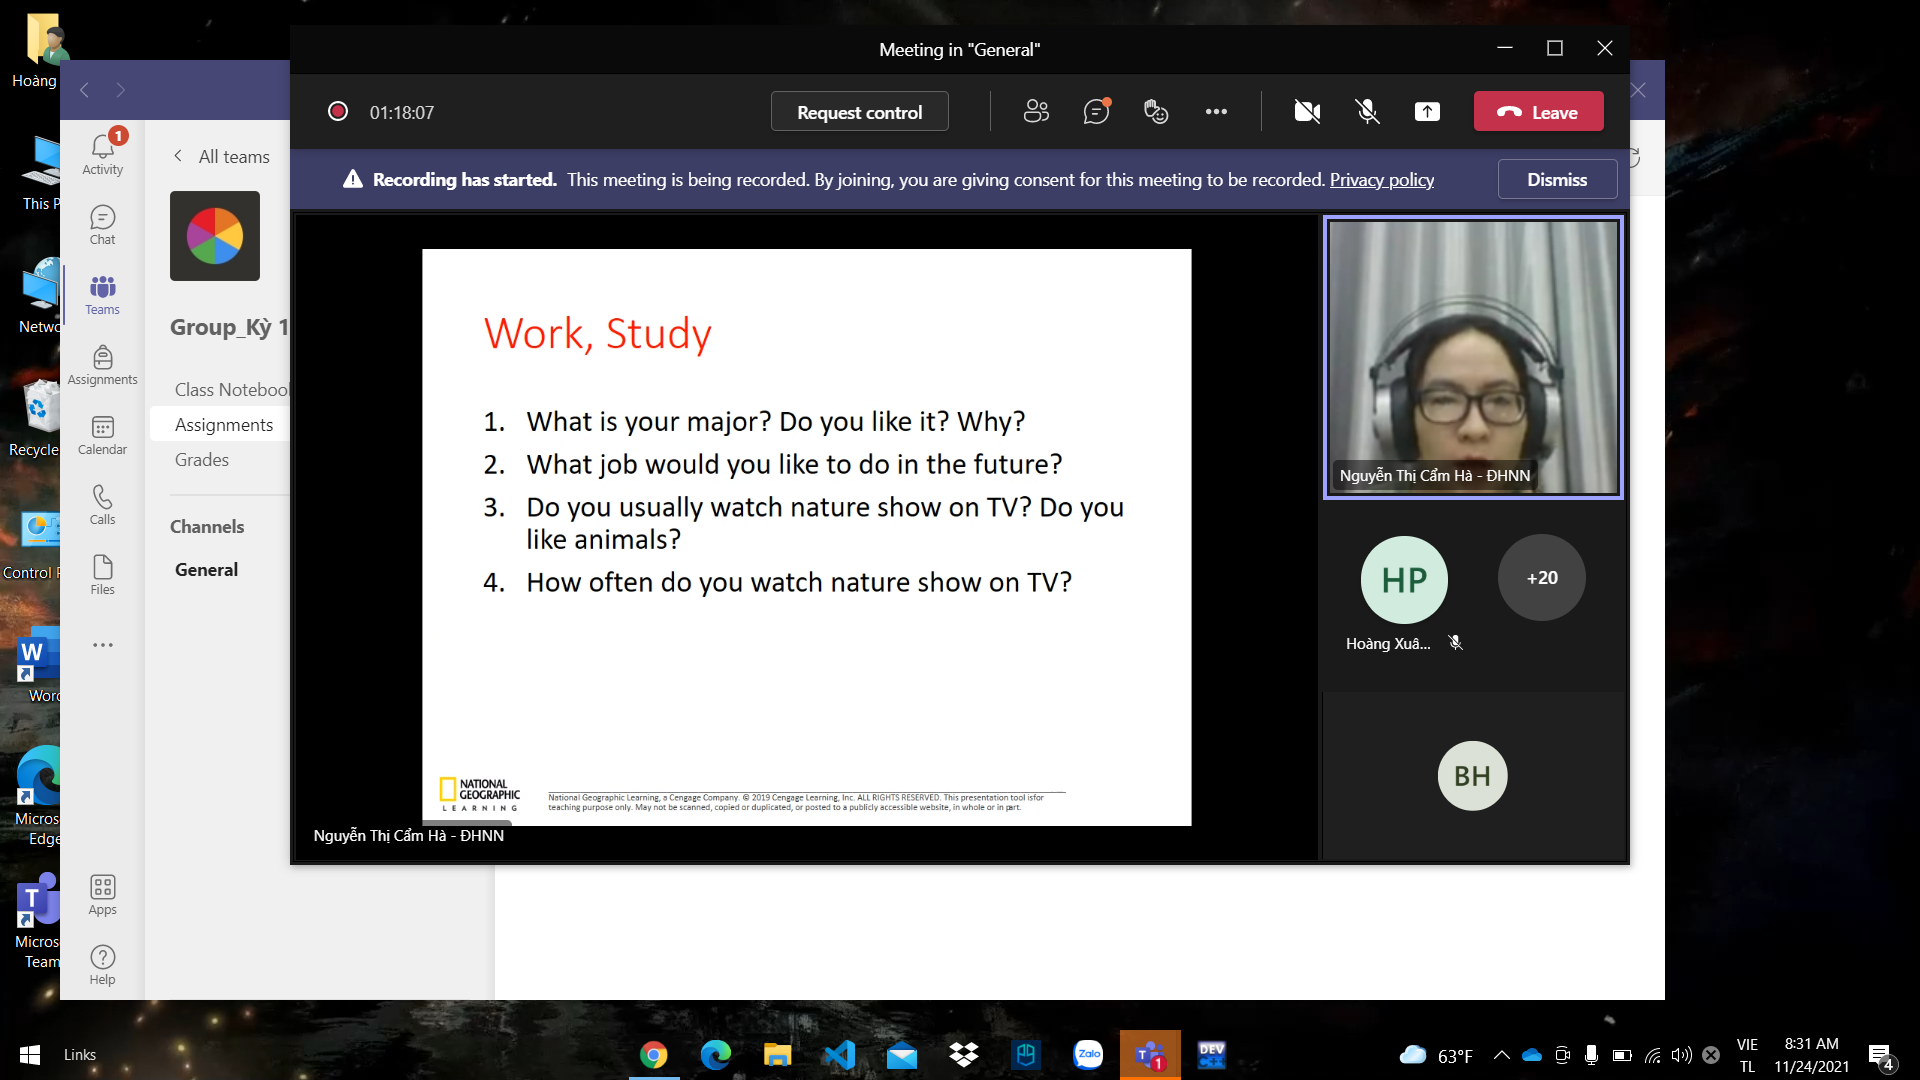 Hoàng
This P
Netwo
Recycle
Control P
W
Word
Micros
Edge
T
Micros
Team
1
Activity
Chat
Teams
Assignments
Calendar
Calls
Files
Apps
Help
All teams
Group_Kỳ 1
Class Notebook
Assignments
Grades
Channels
General
Meeting in "General"
01:18:07
Request control
Leave
Recording has started. This meeting is being recorded. By joining, you are giving consent for this meeting to be recorded. Privacy policy
Dismiss
Work, Study
1. What is your major? Do you like it? Why?
2. What job would you like to do in the future?
3. Do you usually watch nature show on TV? Do you
like animals?
4. How often do you watch nature show on TV?
NATIONAL
GEOGRAPHIC
LEARNING
National Geographic Learning, a Cengage Company. © 2019 Cengage Learning, Inc. ALL RIGHTS RESERVED. This presentation tool isfor
teaching purpose only. May not be scanned, copied or duplicated, or posted to a publicly accessible website, in whole or in part.
Nguyễn Thị Cẩm Hà - ĐHNN
Nguyễn Thị Cẩm Hà - ĐHNN
HP
+20
Hoàng Xuâ...
BH
Links
Zalo
T
1
DEV
C++
63°F
VIE
TL
8:31 AM
11/24/2021
4